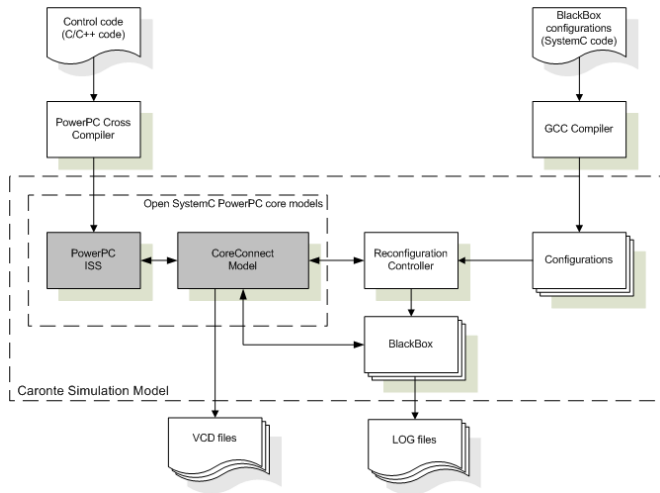 Control code
(C/C++ code)
BlackBox
configurations
(SystemC code)
PowerPC Cross
Compiler
GCC Compiler
Open SystemC PowerPC core models
PowerPC
ISS
CoreConnect
Model
Reconfiguration
Controller
Configurations
BlackBox
Caronte Simulation Model
VCD files
LOG files